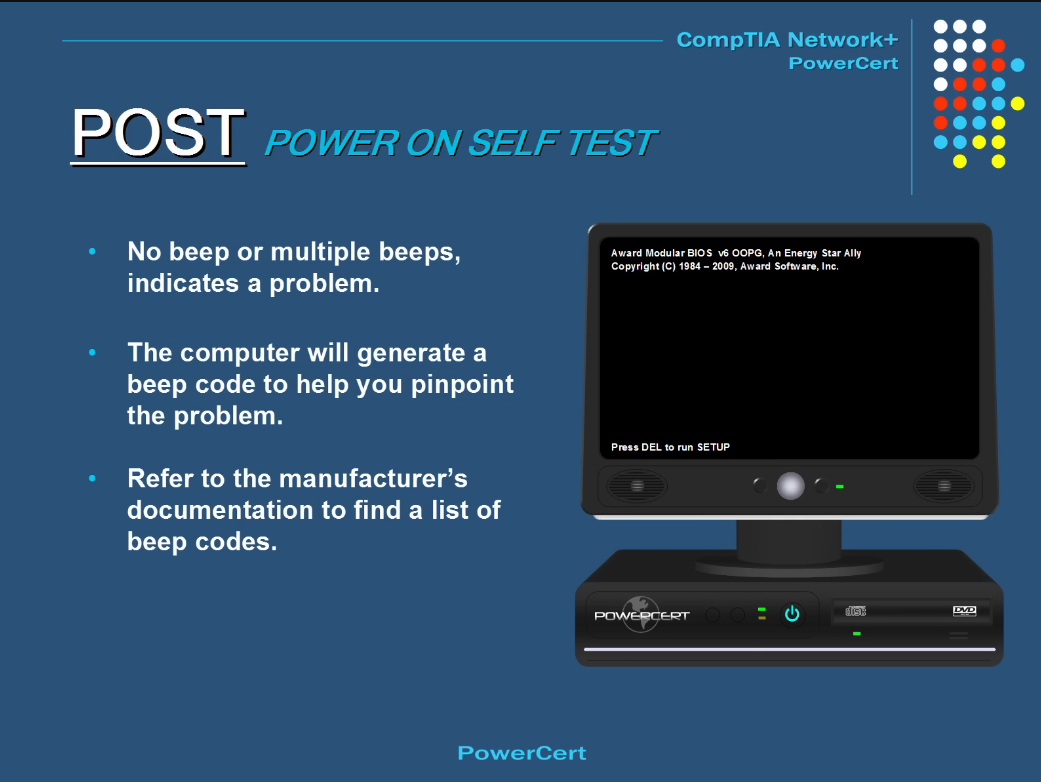 CompTIA Network+
PowerCert
POST POWER ON SELF TEST
• No beep or multiple beeps,
indicates a problem.
• The computer will generate a
beep code to help you pinpoint
the problem.
• Refer to the manufacturer’s
documentation to find a list of
beep codes.
Award Modular BIOS v6 OOPG, An Energy Star Ally
Copyright (C) 1984 – 2009, Award Software, Inc.
Press DEL to run SETUP
POWERCERT
disc
DVD
PowerCert